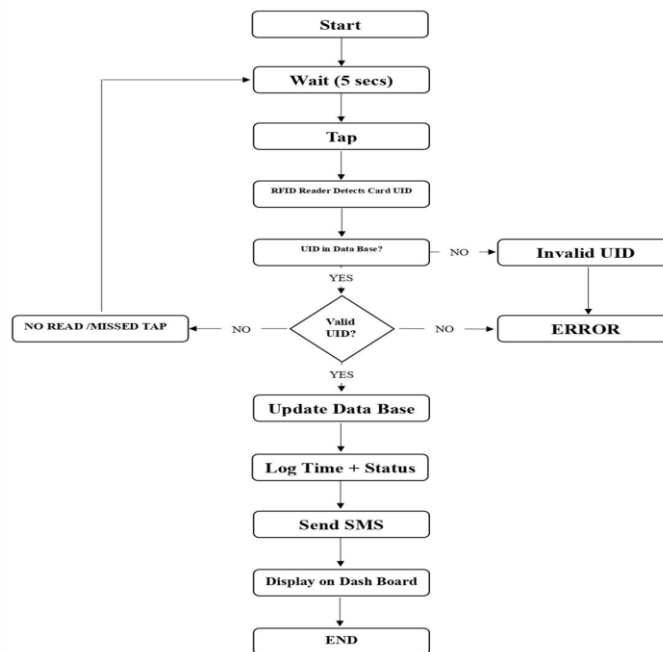 Start
Wait (5 secs)
Tap
RFID Reader Detects Card UID
UID in Data Base?
NO
Invalid UID
YES
NO READ /MISSED TAP
NO
Valid
UID?
NO
ERROR
YES
Update Data Base
Log Time + Status
Send SMS
Display on Dash Board
END